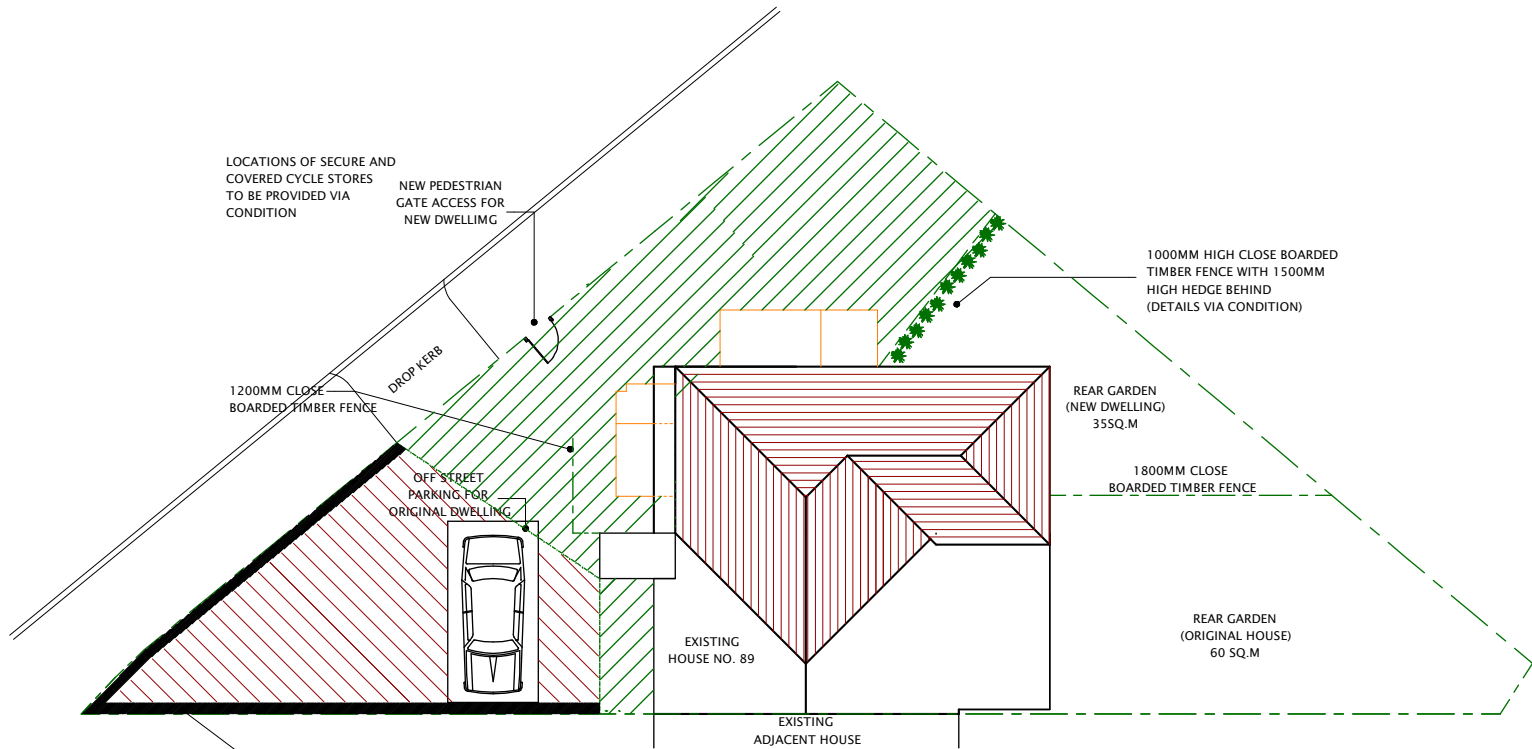 LOCATIONS OF SECURE AND
COVERED CYCLE STORES
TO BE PROVIDED VIA
CONDITION
NEW PEDESTRIAN
GATE ACCESS FOR
NEW DWELLIMG
1000MM HIGH CLOSE BOARDED
TIMBER FENCE WITH 1500MM
HIGH HEDGE BEHIND
(DETAILS VIA CONDITION)
DROP KERB
1200MM CLOSE
BOARDED TIMBER FENCE
REAR GARDEN
(NEW DWELLING)
35SQ.M
OFF STREET
PARKING FOR
ORIGINAL DWELLING
1800MM CLOSE
BOARDED TIMBER FENCE
EXISTING
HOUSE NO. 89
REAR GARDEN
(ORIGINAL HOUSE)
60 SQ.M
EXISTING
ADJACENT HOUSE